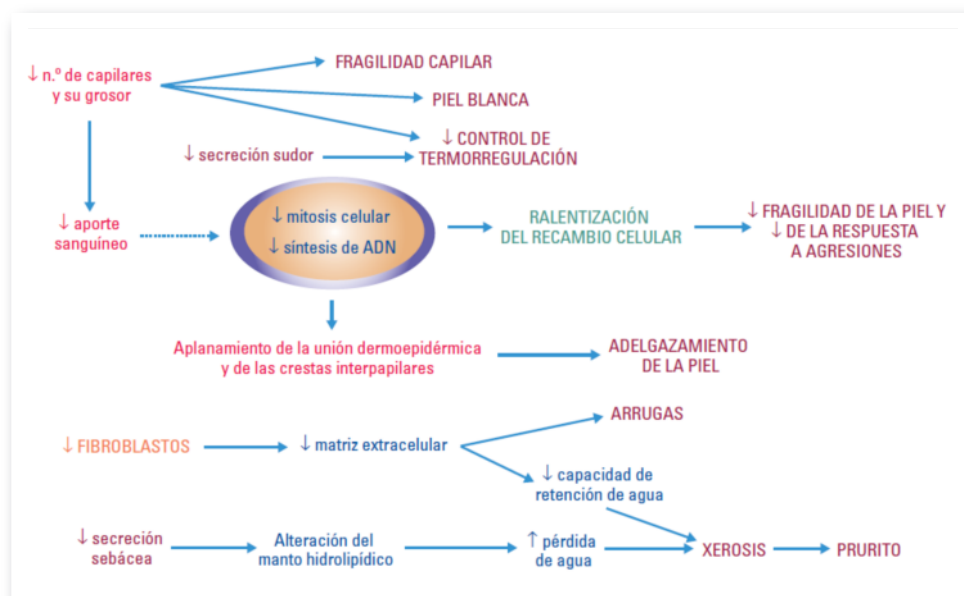 ↓ n.º de capilares
y su grosor
FRAGILIDAD CAPILAR
PIEL BLANCA
↓ CONTROL DE
TERMORREGULACIÓN
↓ secreción sudor
↓ aporte
sanguíneo
↓ mitosis celular
↓ síntesis de ADN
RALENTIZACIÓN
DEL RECAMBIO CELULAR
↓ FRAGILIDAD DE LA PIEL Y
↓ DE LA RESPUESTA
A AGRESIONES
Aplanamiento de la unión dermoepidérmica
y de las crestas interpapilares
ADELGAZAMIENTO
DE LA PIEL
↓ FIBROBLASTOS
↓ matriz extracelular
ARRUGAS
↓ capacidad de
retención de agua
↓ secreción
sebácea
Alteración del
manto hidrolipídico
↑ pérdida
de agua
XEROSIS
PRURITO